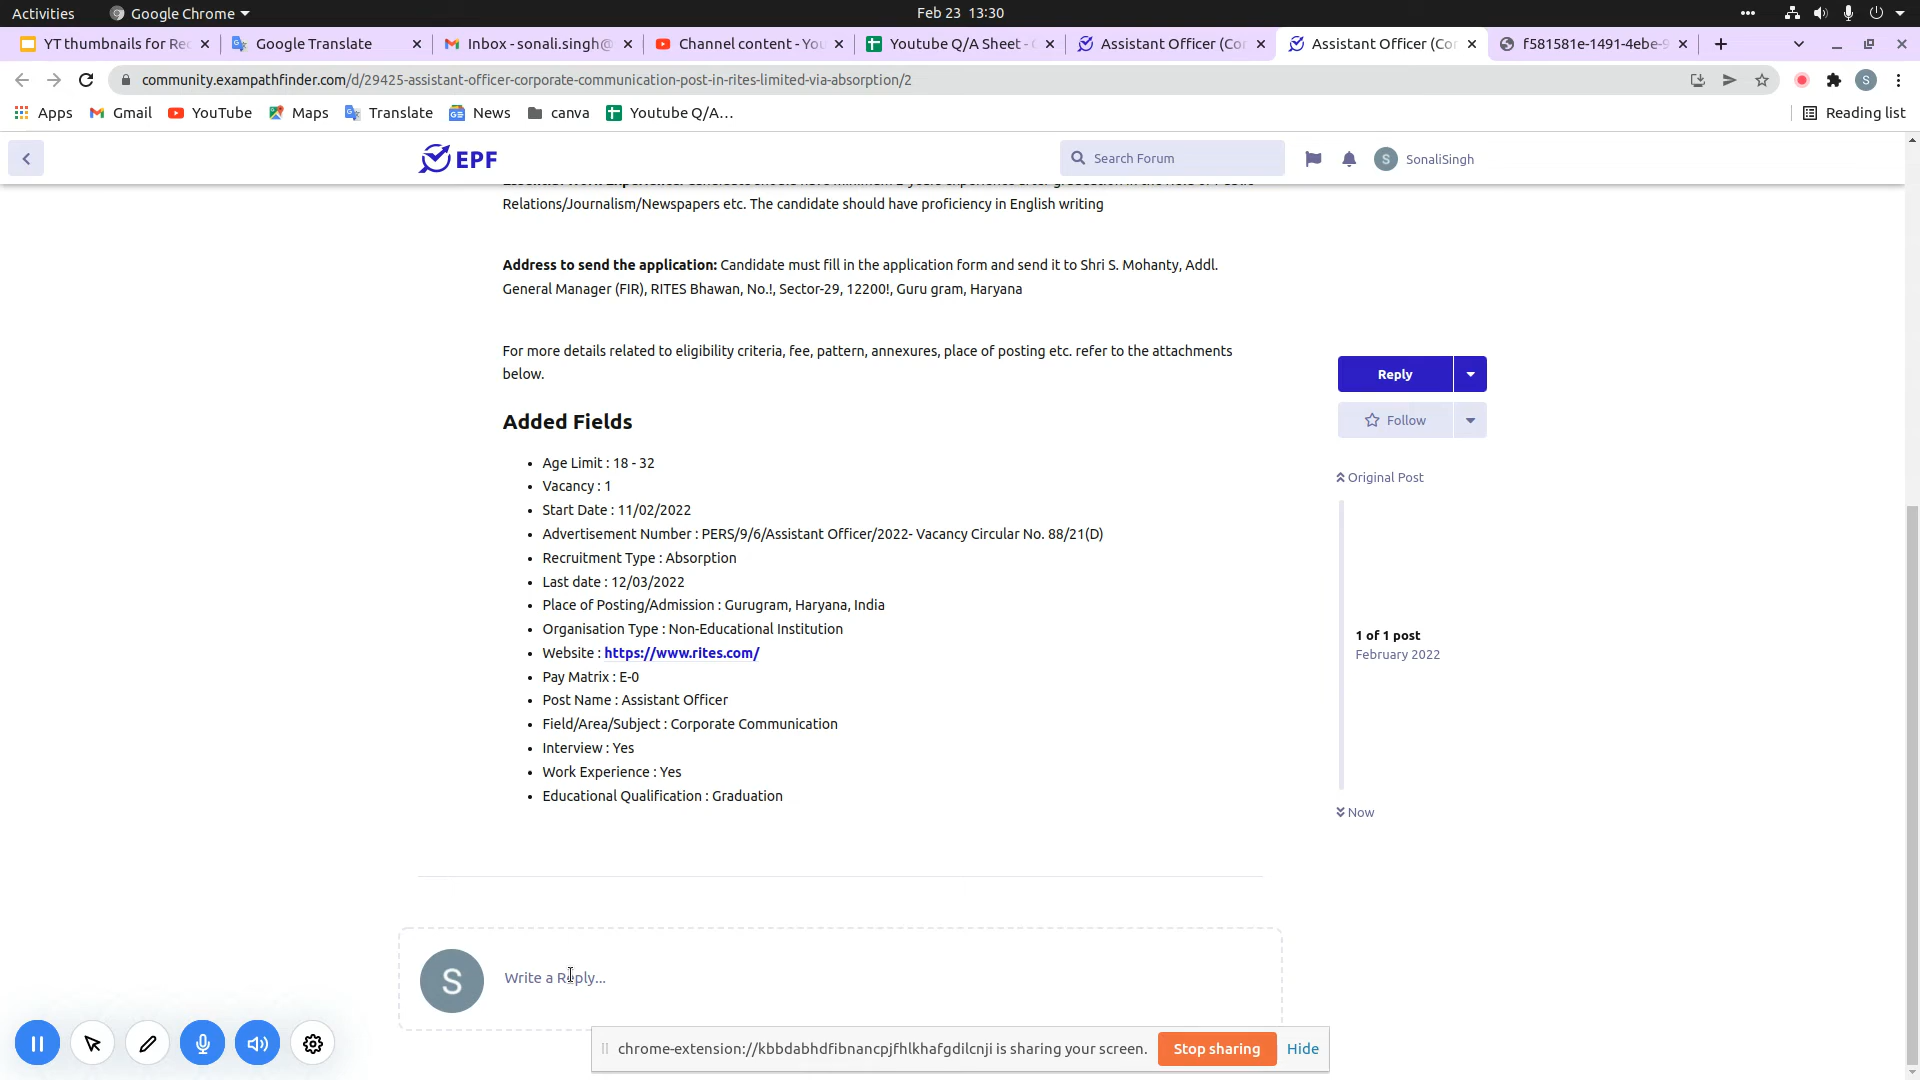 Activities
Google Chrome
Feb 23 13:30
YT thumbnails for Rec
Google Translate
Inbox - sonali.singh@
Channel content - You
Youtube Q/A Sheet -
Assistant Officer (Cor
Assistant Officer (Cor
f581581e-1491-4ebe-9
community.exampathfinder.com/d/29425-assistant-officer-corporate-communication-post-in-rites-limited-via-absorption/2
S
Apps
Gmail
YouTube
Maps
Translate
News
canva
Youtube Q/A...
Reading list
EPF
Search Forum
S
SonaliSingh
Relations/Journalism/Newspapers etc. The candidate should have proficiency in English writing
Address to send the application: Candidate must fill in the application form and send it to Shri S. Mohanty, Addl.
General Manager (FIR), RITES Bhawan, No.!, Sector-29, 12200!, Guru gram, Haryana
For more details related to eligibility criteria, fee, pattern, annexures, place of posting etc. refer to the attachments
below.
Added Fields
• Age Limit : 18 - 32
• Vacancy : 1
• Start Date : 11/02/2022
• Advertisement Number : PERS/9/6/Assistant Officer/2022- Vacancy Circular No. 88/21(D)
• Recruitment Type : Absorption
• Last date : 12/03/2022
• Place of Posting/Admission : Gurugram, Haryana, India
• Organisation Type : Non-Educational Institution
• Website : https://www.rites.com/
• Pay Matrix : E-0
• Post Name : Assistant Officer
• Field/Area/Subject : Corporate Communication
• Interview : Yes
• Work Experience : Yes
• Educational Qualification : Graduation
Reply
Follow
Original Post
1 of 1 post
February 2022
Now
S
Write a Reply...
chrome-extension://kbbdabhdfibnancpjfhlkhafgdilcnji is sharing your screen.
Stop sharing
Hide